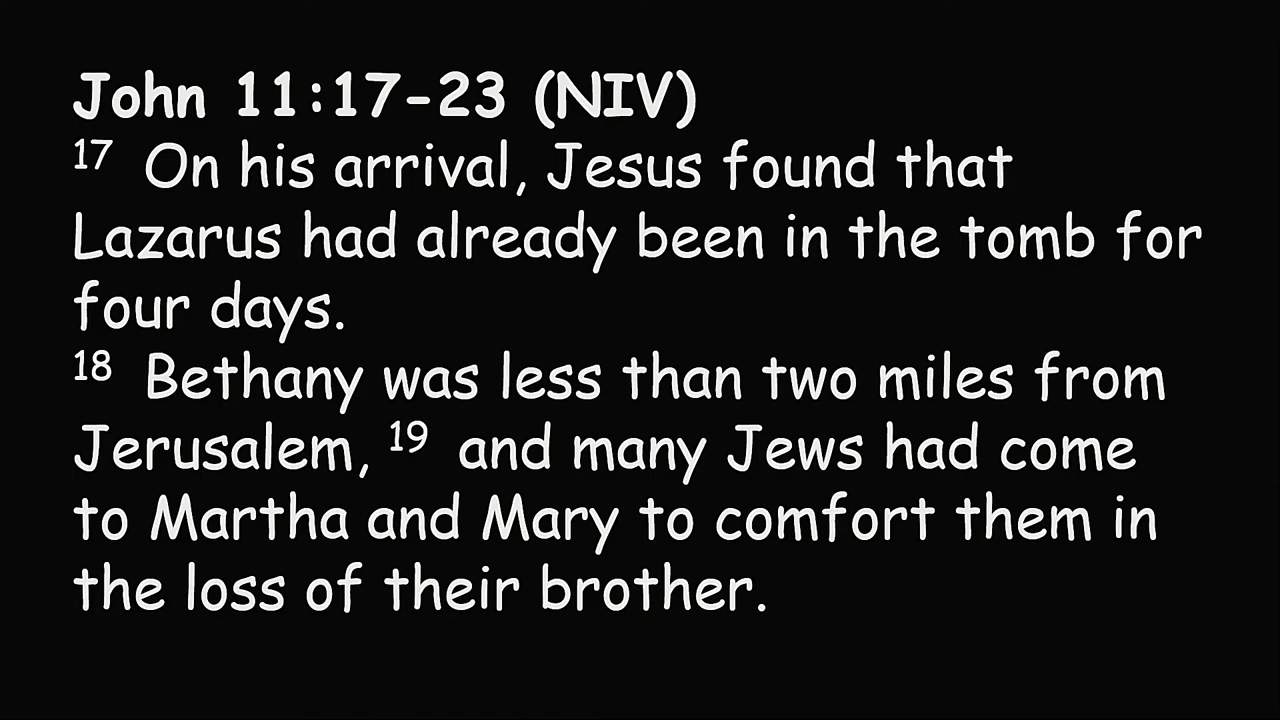 John 11:17-23 (NIV)
17 On his arrival, Jesus found that
Lazarus had already been in the tomb for
four days.
18 Bethany was less than two miles from
Jerusalem, 19 and many Jews had come
to Martha and Mary to comfort them in
the loss of their brother.